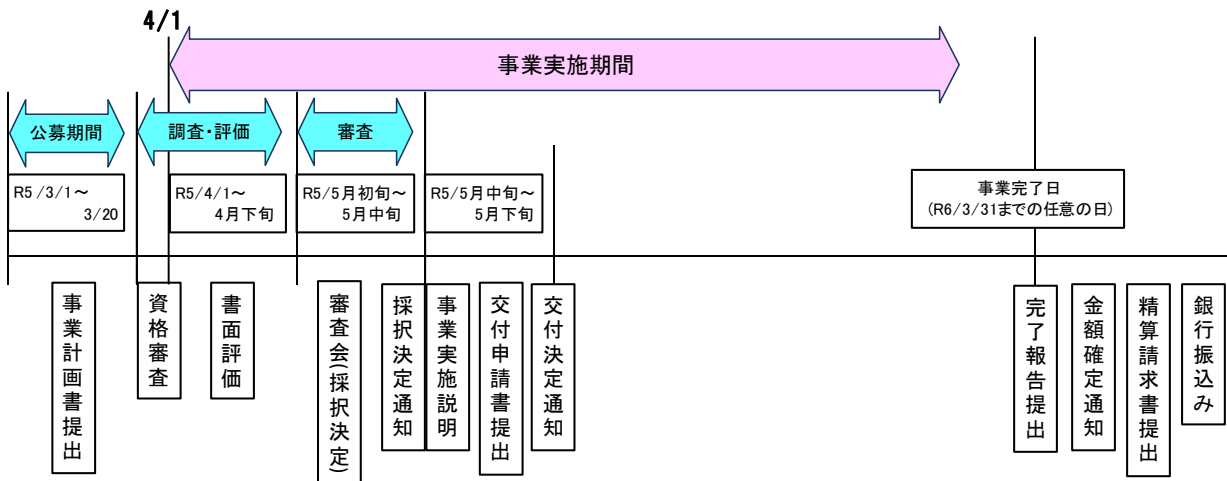 4/1
事業実施期間
公募期間
調査・評価
審査
R5/3/1～
3/20
R5/4/1～
4月下旬
R5/5月初旬～
5月中旬
R5/5月中旬～
5月下旬
事業完了日
(R6/3/31までの任意の日)
事業計画書提出
資格審査
書面評価
審査会(採択決定)
採択決定通知
事業実施説明
交付申請書提出
交付決定通知
完了報告提出
金額確定通知
精算請求書提出
銀行振込み